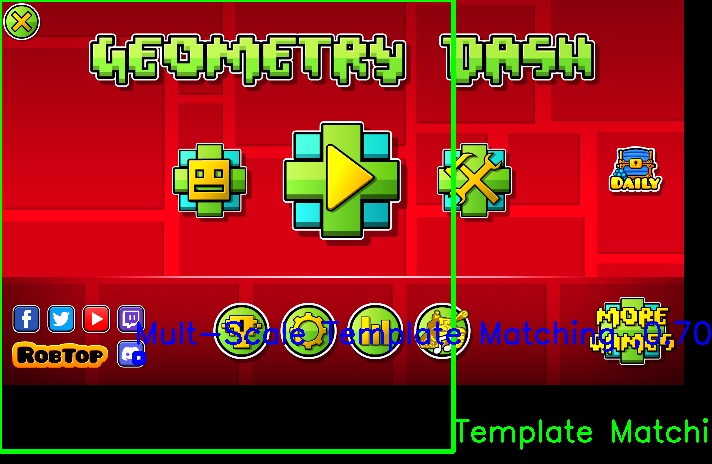 GEOMETRY DASH
DAILY
MORE GAMES
Mult-Scale Template Matching: 0.70
ROBTOP
Template Matchi